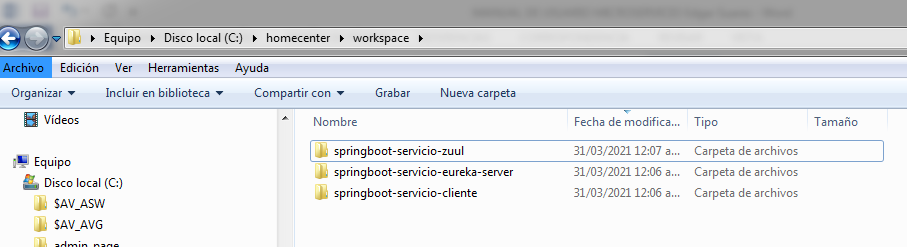 Equipo ▸ Disco local (C:) ▸ homecenter ▸ workspace ▸
Archivo Edición Ver Herramientas Ayuda
Organizar Incluir en biblioteca Compartir con Grabar Nueva carpeta
Vídeos
Equipo
Disco local (C:)
$AV_ASW
$AV_AVG
admin_page
Nombre Fecha de modifica... Tipo Tamaño
springboot-servicio-zuul 31/03/2021 12:07 a... Carpeta de archivos
springboot-servicio-eureka-server 31/03/2021 12:06 a... Carpeta de archivos
springboot-servicio-cliente 31/03/2021 12:06 a... Carpeta de archivos